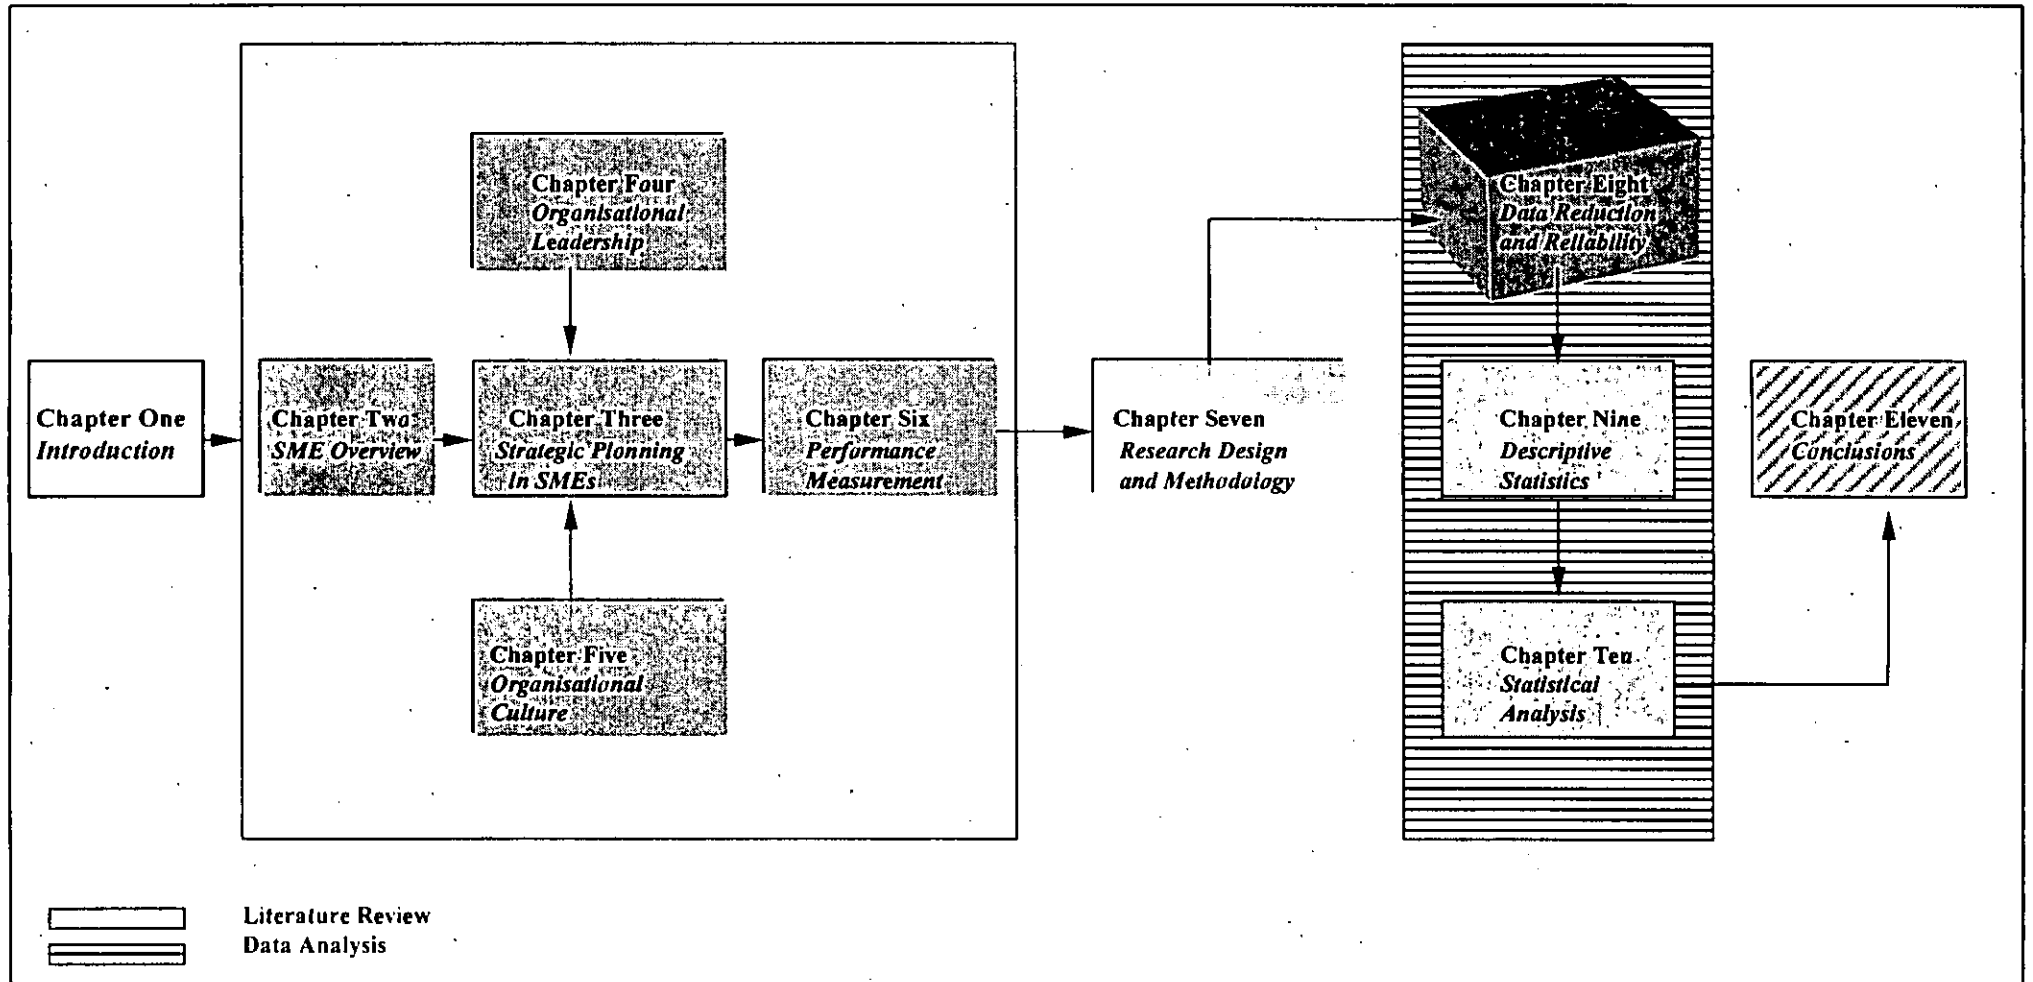 Chapter One
Introduction
Chapter Two
SME Overview
Chapter Three
Strategic Planning
in SMEs
Chapter Four
Organisational
Leadership
Chapter Five
Organisational
Culture
Chapter Six
Performance
Measurement
Chapter Seven
Research Design
and Methodology
Chapter Eight
Data Reduction
and Reliability
Chapter Nine
Descriptive
Statistics
Chapter Ten
Statistical
Analysis
Chapter Eleven
Conclusions
Literature Review
Data Analysis